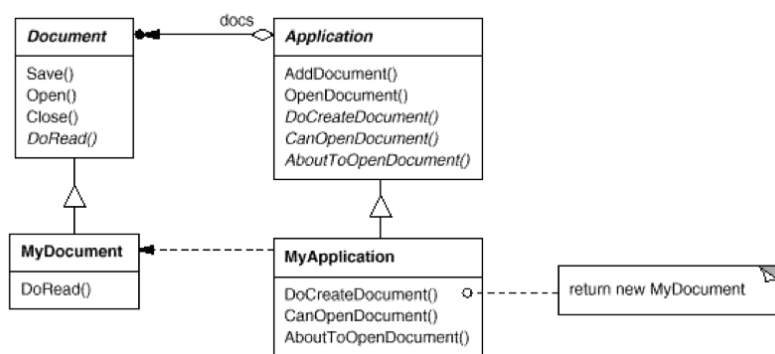 docs
Document
Save()
Open()
Close()
DoRead()
Application
AddDocument()
OpenDocument()
DoCreateDocument()
CanOpenDocument()
AboutToOpenDocument()
MyDocument
DoRead()
MyApplication
DoCreateDocument()
CanOpenDocument()
AboutToOpenDocument()
return new MyDocument